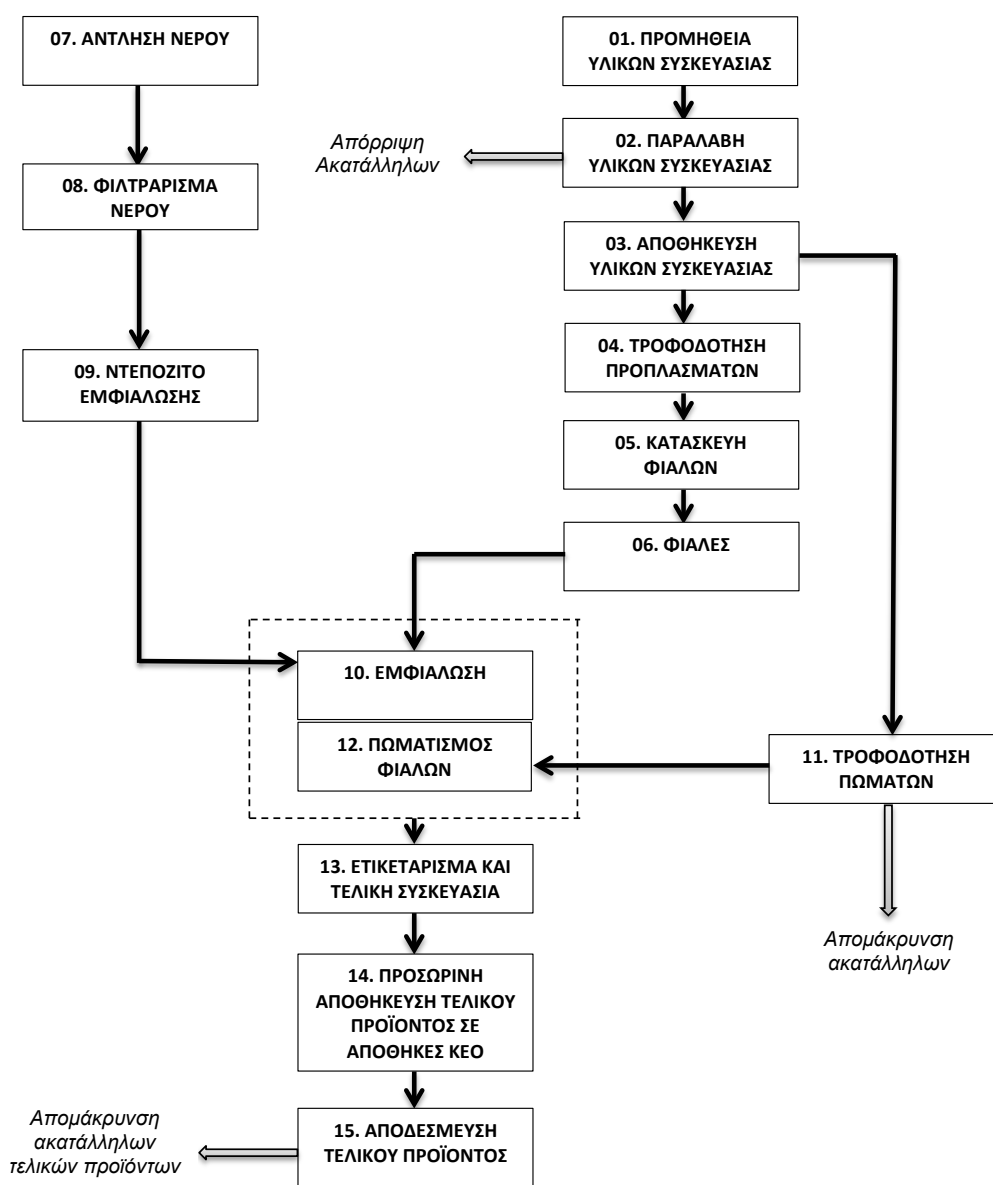 07. ΑΝΤΛΗΣΗ ΝΕΡΟΥ
01. ΠΡΟΜΗΘΕΙΑ
ΥΛΙΚΩΝ ΣΥΣΚΕΥΑΣΙΑΣ
Απόρριψη
Ακατάλληλων
02. ΠΑΡΑΛΑΒΗ
ΥΛΙΚΩΝ ΣΥΣΚΕΥΑΣΙΑΣ
08. ΦΙΛΤΡΑΡΙΣΜΑ
ΝΕΡΟΥ
03. ΑΠΟΘΗΚΕΥΣΗ
ΥΛΙΚΩΝ ΣΥΣΚΕΥΑΣΙΑΣ
04. ΤΡΟΦΟΔΟΤΗΣΗ
ΠΡΟΠΛΑΣΜΑΤΩΝ
09. ΝΤΕΠΟΖΙΤΟ
ΕΜΦΙΑΛΩΣΗΣ
05. ΚΑΤΑΣΚΕΥΗ
ΦΙΑΛΩΝ
06. ΦΙΑΛΕΣ
10. ΕΜΦΙΑΛΩΣΗ
12. ΠΩΜΑΤΙΣΜΟΣ
ΦΙΑΛΩΝ
11. ΤΡΟΦΟΔΟΤΗΣΗ
ΠΩΜΑΤΩΝ
13. ΕΤΙΚΕΤΑΡΙΣΜΑ ΚΑΙ
ΤΕΛΙΚΗ ΣΥΣΚΕΥΑΣΙΑ
Απομάκρυνση
ακατάλληλων
14. ΠΡΟΣΩΡΙΝΗ
ΑΠΟΘΗΚΕΥΣΗ ΤΕΛΙΚΟΥ
ΠΡΟΪΟΝΤΟΣ ΣΕ
ΑΠΟΘΗΚΕΣ ΚΕΟ
Απομάκρυνση
ακατάλληλων
τελικών προϊόντων
15. ΑΠΟΔΕΣΜΕΥΣΗ
ΤΕΛΙΚΟΥ ΠΡΟΪΟΝΤΟΣ